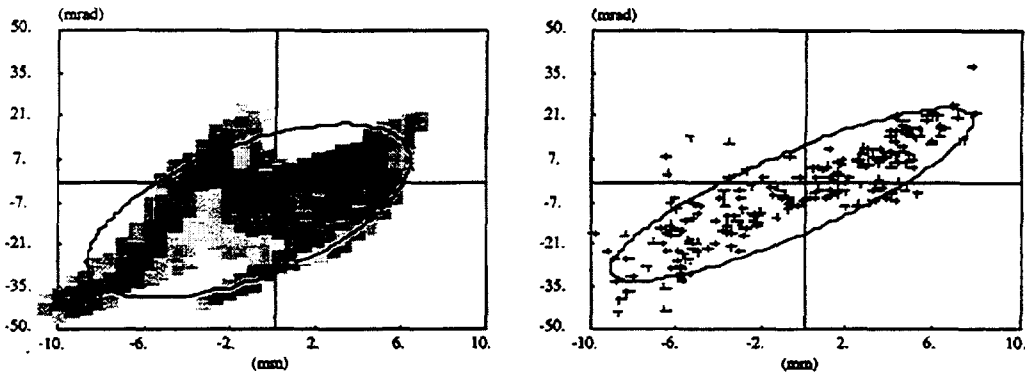 (mrad)
50.
35.
21.
7.
-7.
-21.
-35.
-50.
-10. -6. -2. 2. 6. 10.
(mm)
(mrad)
50.
35.
21.
7.
-7.
-21.
-35.
-50.
-10. -6. -2. 2. 6. 10.
(mm)